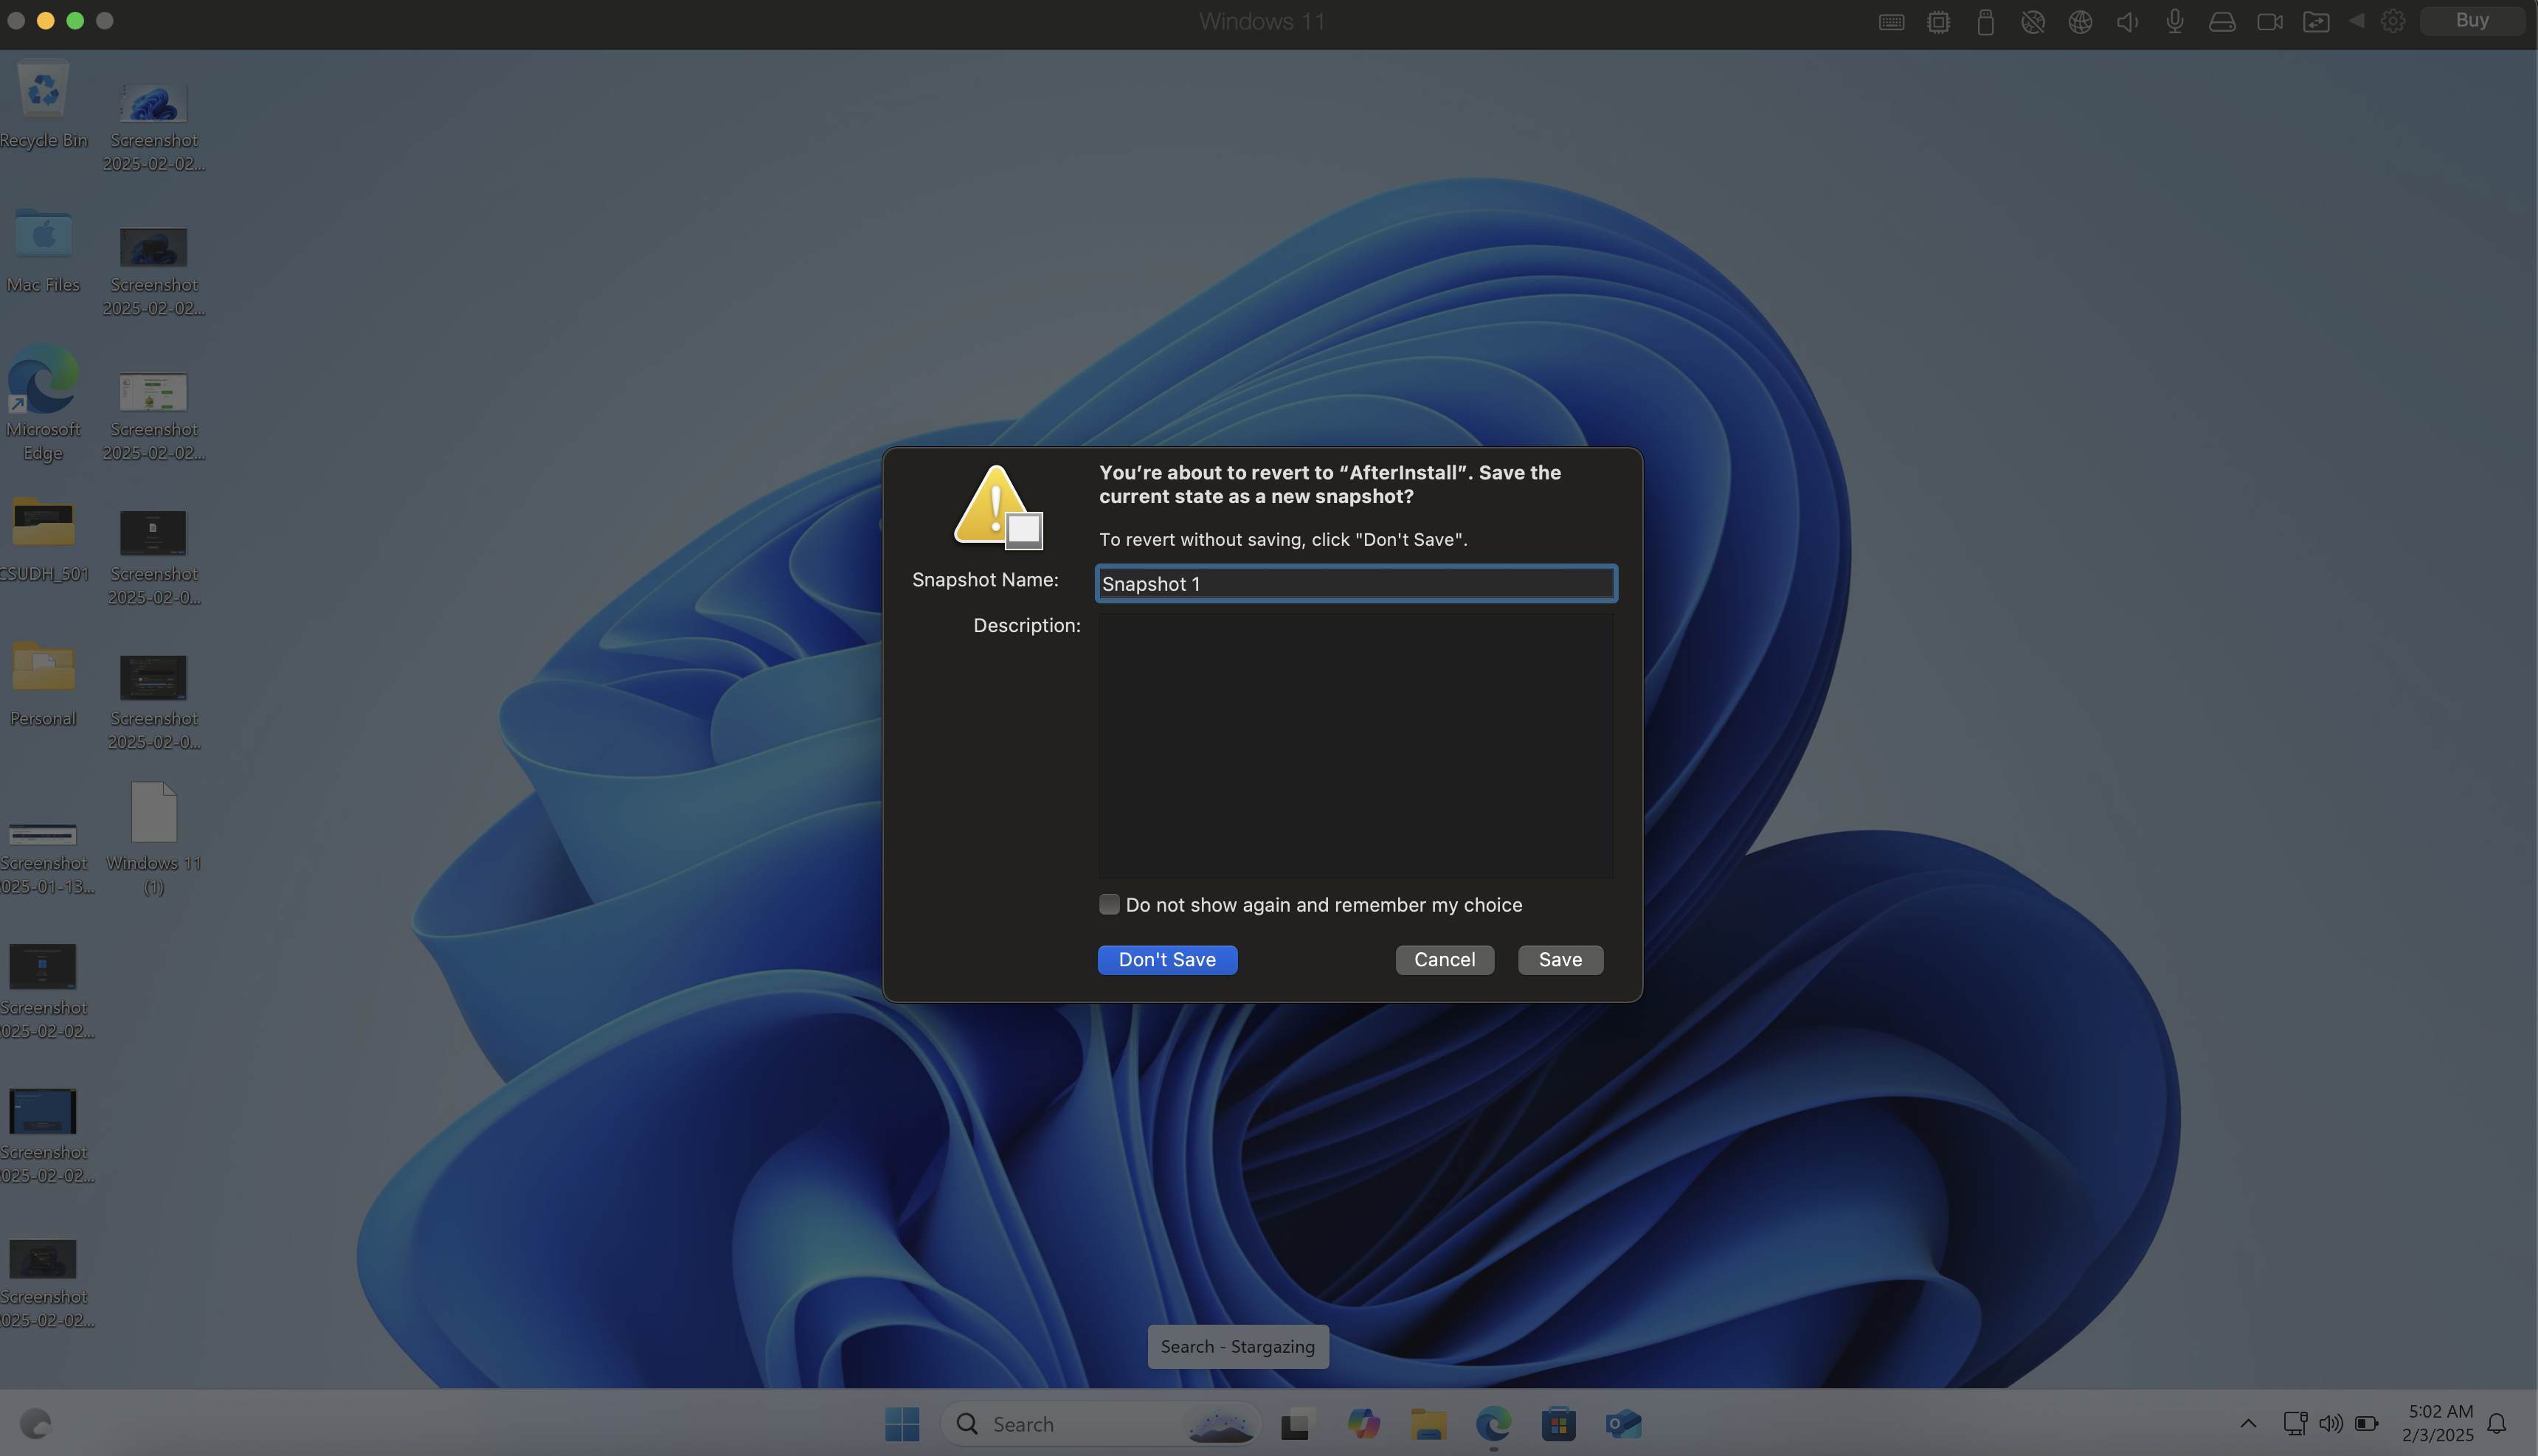 Windows 11
Buy
Recycle Bin
Screenshot
2025-02-02...
Mac Files
Screenshot
2025-02-02...
Microsoft
Edge
Screenshot
2025-02-02...
CSUDH_501
Screenshot
2025-02-0...
Personal
Screenshot
2025-02-0...
Screenshot
025-01-13...
Windows 11
(1)
Screenshot
025-02-02...
Screenshot
025-02-02...
Screenshot
025-02-02...
You’re about to revert to “AfterInstall”. Save the
current state as a new snapshot?
To revert without saving, click "Don't Save".
Snapshot Name:
Snapshot 1
Description:
Do not show again and remember my choice
Don't Save
Cancel
Save
Search - Stargazing
Search
5:02 AM
2/3/2025